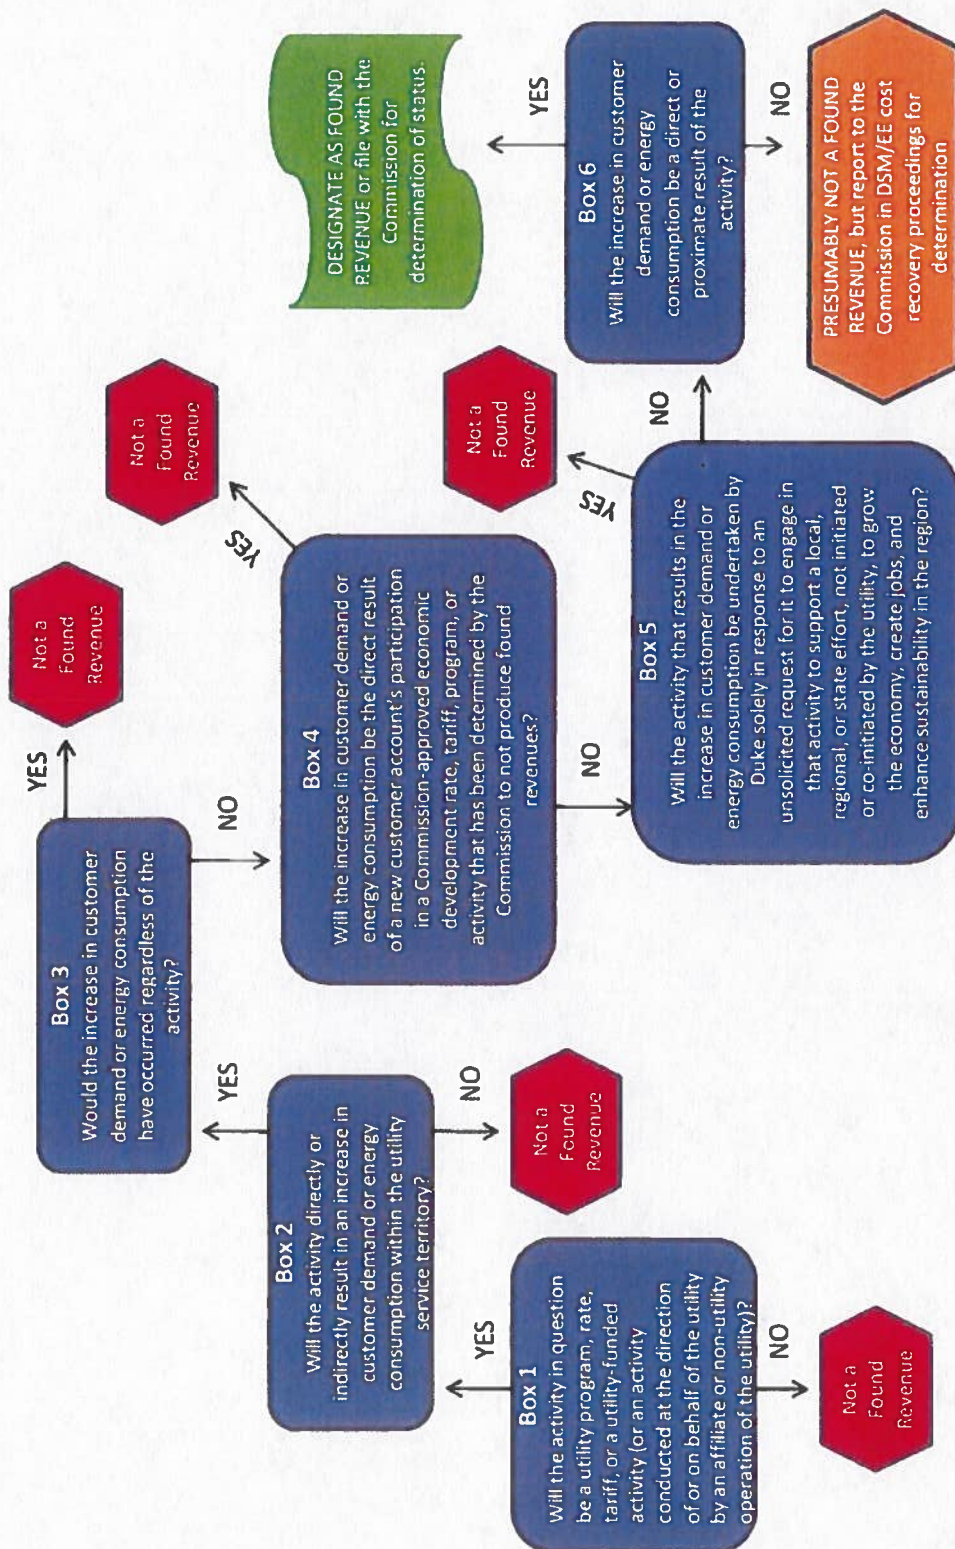 Box 1
Will the activity in question
be a utility program, rate,
tariff, or a utility-funded
activity (or an activity
conducted at the direction
of or on behalf of the utility
by an affiliate or non-utility
operation of the utility)?
YES
NO
Not a
Found
Revenue
Box 2
Will the activity directly or
indirectly result in an increase in
customer demand or energy
consumption within the utility
service territory?
YES
NO
Not a
Found
Revenue
Box 3
Would the increase in customer
demand or energy consumption
have occurred regardless of the
activity?
YES
Not a
Found
Revenue
NO
Box 4
Will the increase in customer demand or
energy consumption be the direct result
of a new customer account's participation
in a Commission-approved economic
development rate, tariff, program, or
activity that has been determined by the
Commission to not produce found
revenues?
YES
Not a
Found
Revenue
NO
Box 5
Will the activity that results in the
increase in customer demand or
energy consumption be undertaken by
Duke solely in response to an
unsolicited request for it to engage in
that activity to support a local,
regional, or state effort, not initiated
or co-initiated by the utility, to grow
the economy, create jobs, and
enhance sustainability in the region?
YES
Not a
Found
Revenue
NO
Box 6
Will the increase in customer
demand or energy
consumption be a direct or
proximate result of the
activity?
YES
DESIGNATE AS FOUND
REVENUE or file with the
Commission for
determination of status.
NO
PRESUMABLY NOT A FOUND
REVENUE, but report to the
Commission in DSM/EE cost
recovery proceedings for
determination